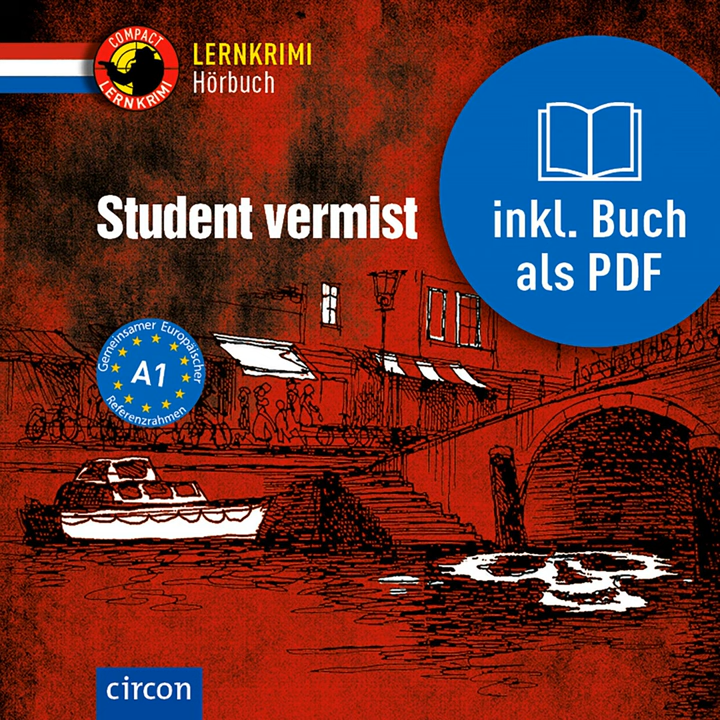 COMPACT
LERNKRIMI
LERNKRIMI
Hörbuch
inkl. Buch
als PDF
Student vermist
Gemeinsamer Europäischer
A1
Referenzrahmen
circon